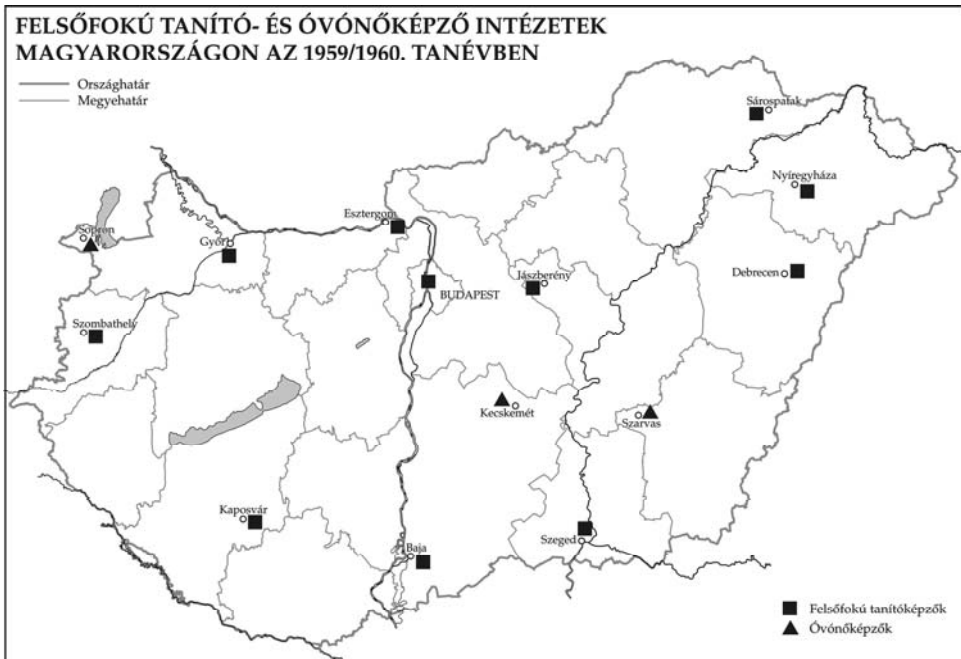 FELSŐFOKÚ TANÍTÓ- ÉS ÓVÓNŐKÉPZŐ INTÉZETEK
MAGYARORSZÁGON AZ 1959/1960. TANÉVBEN
Országhatár
Megyehatár
Sárospatak
Nyíregyháza
Esztergom
Sopron
Győr
Jászberény
Debrecen
BUDAPEST
Szombathely
Kecskemét
Szarvas
Kaposvár
Szeged
Baja
Felsőfokú tanítóképzők
Óvónőképzők